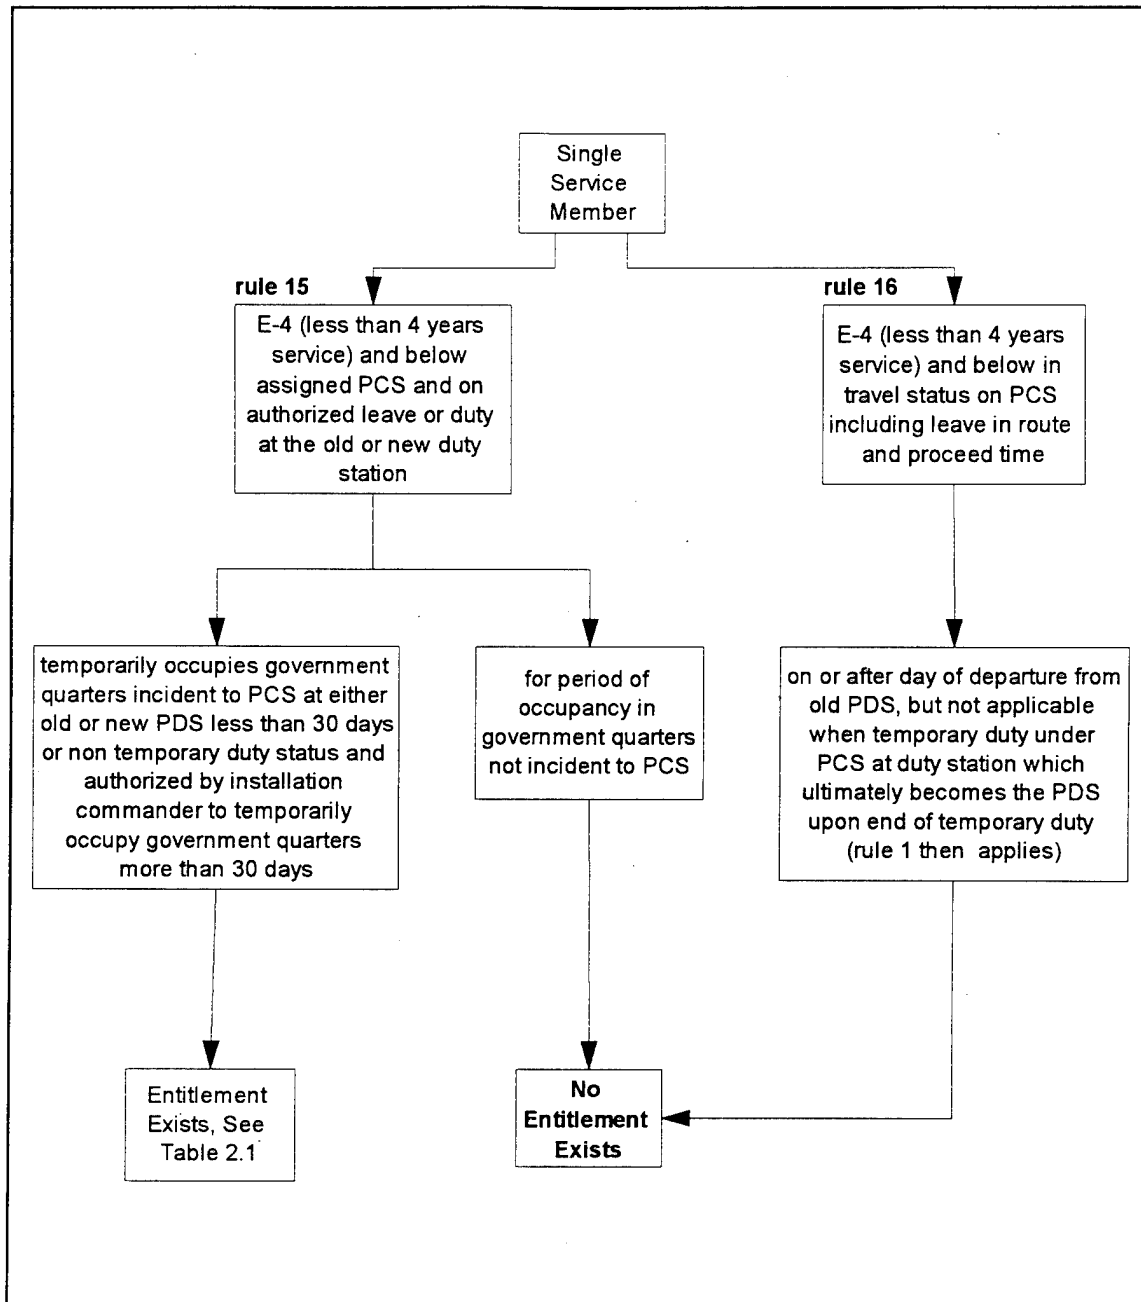 Single
Service
Member
rule 15
E-4 (less than 4 years
service) and below
assigned PCS and on
authorized leave or duty
at the old or new duty
station
rule 16
E-4 (less than 4 years
service) and below in
travel status on PCS
including leave in route
and proceed time
temporarily occupies government
quarters incident to PCS at either
old or new PDS less than 30 days
or non temporary duty status and
authorized by installation
commander to temporarily
occupy government quarters
more than 30 days
for period of
occupancy in
government quarters
not incident to PCS
on or after day of departure from
old PDS, but not applicable
when temporary duty under
PCS at duty station which
ultimately becomes the PDS
upon end of temporary duty
(rule 1 then applies)
Entitlement
Exists, See
Table 2.1
No
Entitlement
Exists